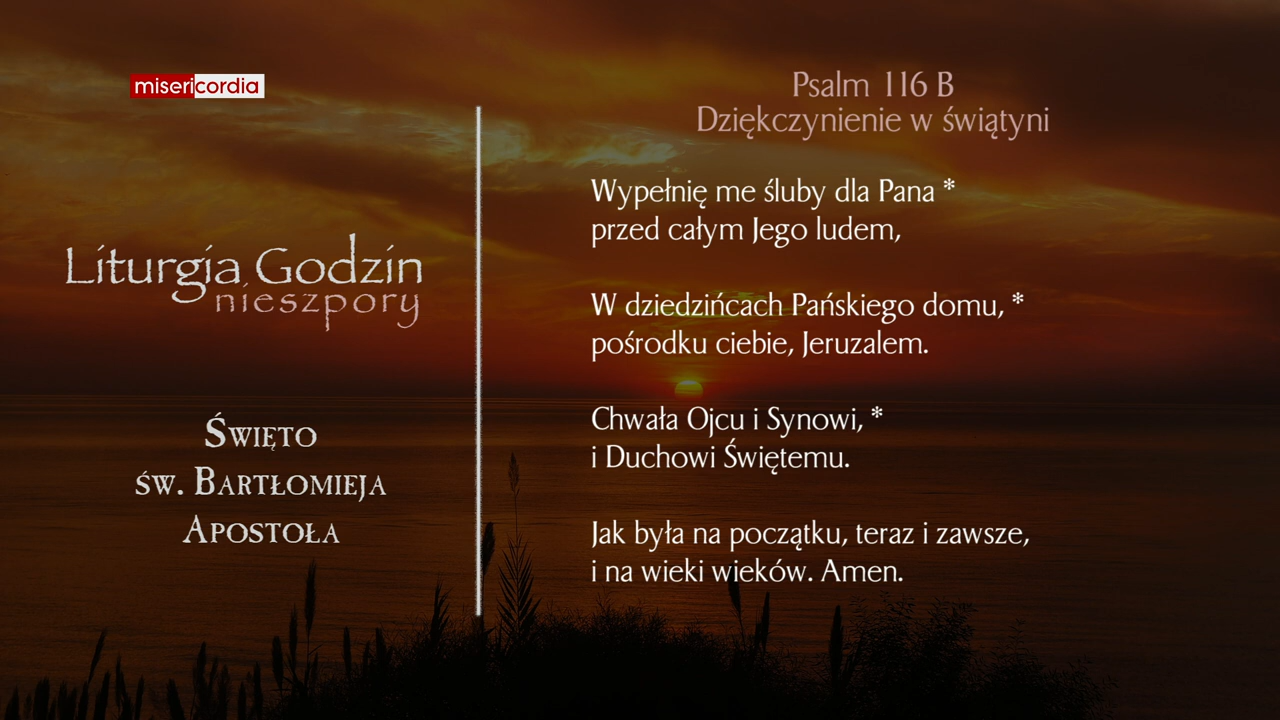 misericordia
Liturgia Godzin
nieszpory
Święto
św. Bartłomieja
Apostoła
Psalm 116 B
Dziękczynienie w świątyni
Wypełnię me śluby dla Pana *
przed całym Jego ludem,
W dziedzińcach Pańskiego domu, *
pośrodku ciebie, Jeruzalem.
Chwała Ojcu i Synowi, *
i Duchowi Świętemu.
Jak była na początku, teraz i zawsze,
i na wieki wieków. Amen.